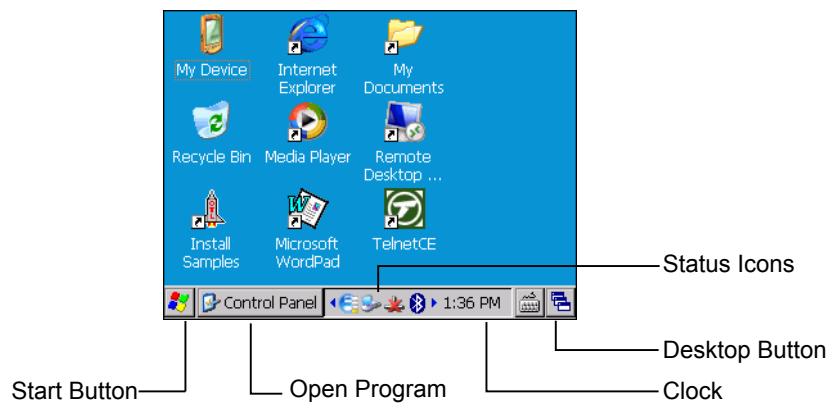 My Device
Internet
Explorer
My
Documents
Recycle Bin
Media Player
Remote
Desktop ...
Install
Samples
Microsoft
WordPad
TelnetCE
Status Icons
Control Panel
1:36 PM
Desktop Button
Start Button
Open Program
Clock